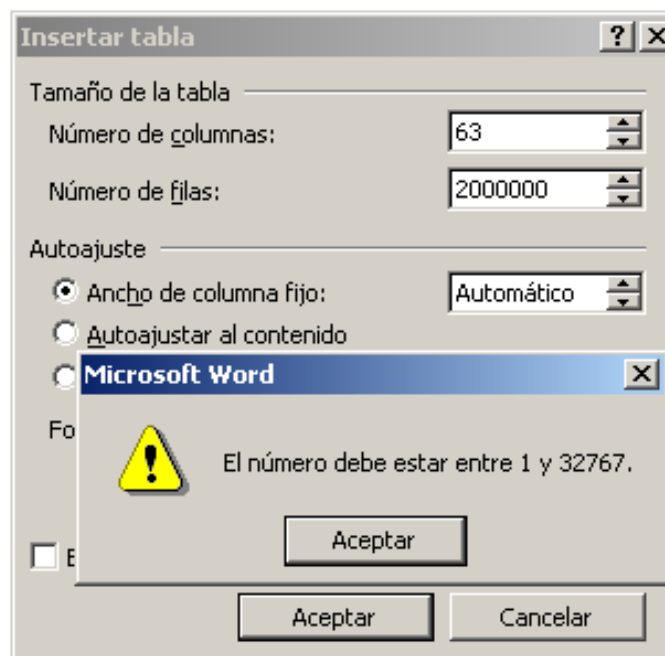 Insertar tabla
Tamaño de la tabla
Número de columnas: 63
Número de filas: 2000000
Autoajuste
Ancho de columna fijo: Automático
Autoajustar al contenido
Microsoft Word
Fo
El número debe estar entre 1 y 32767.
Aceptar
E
Aceptar Cancelar